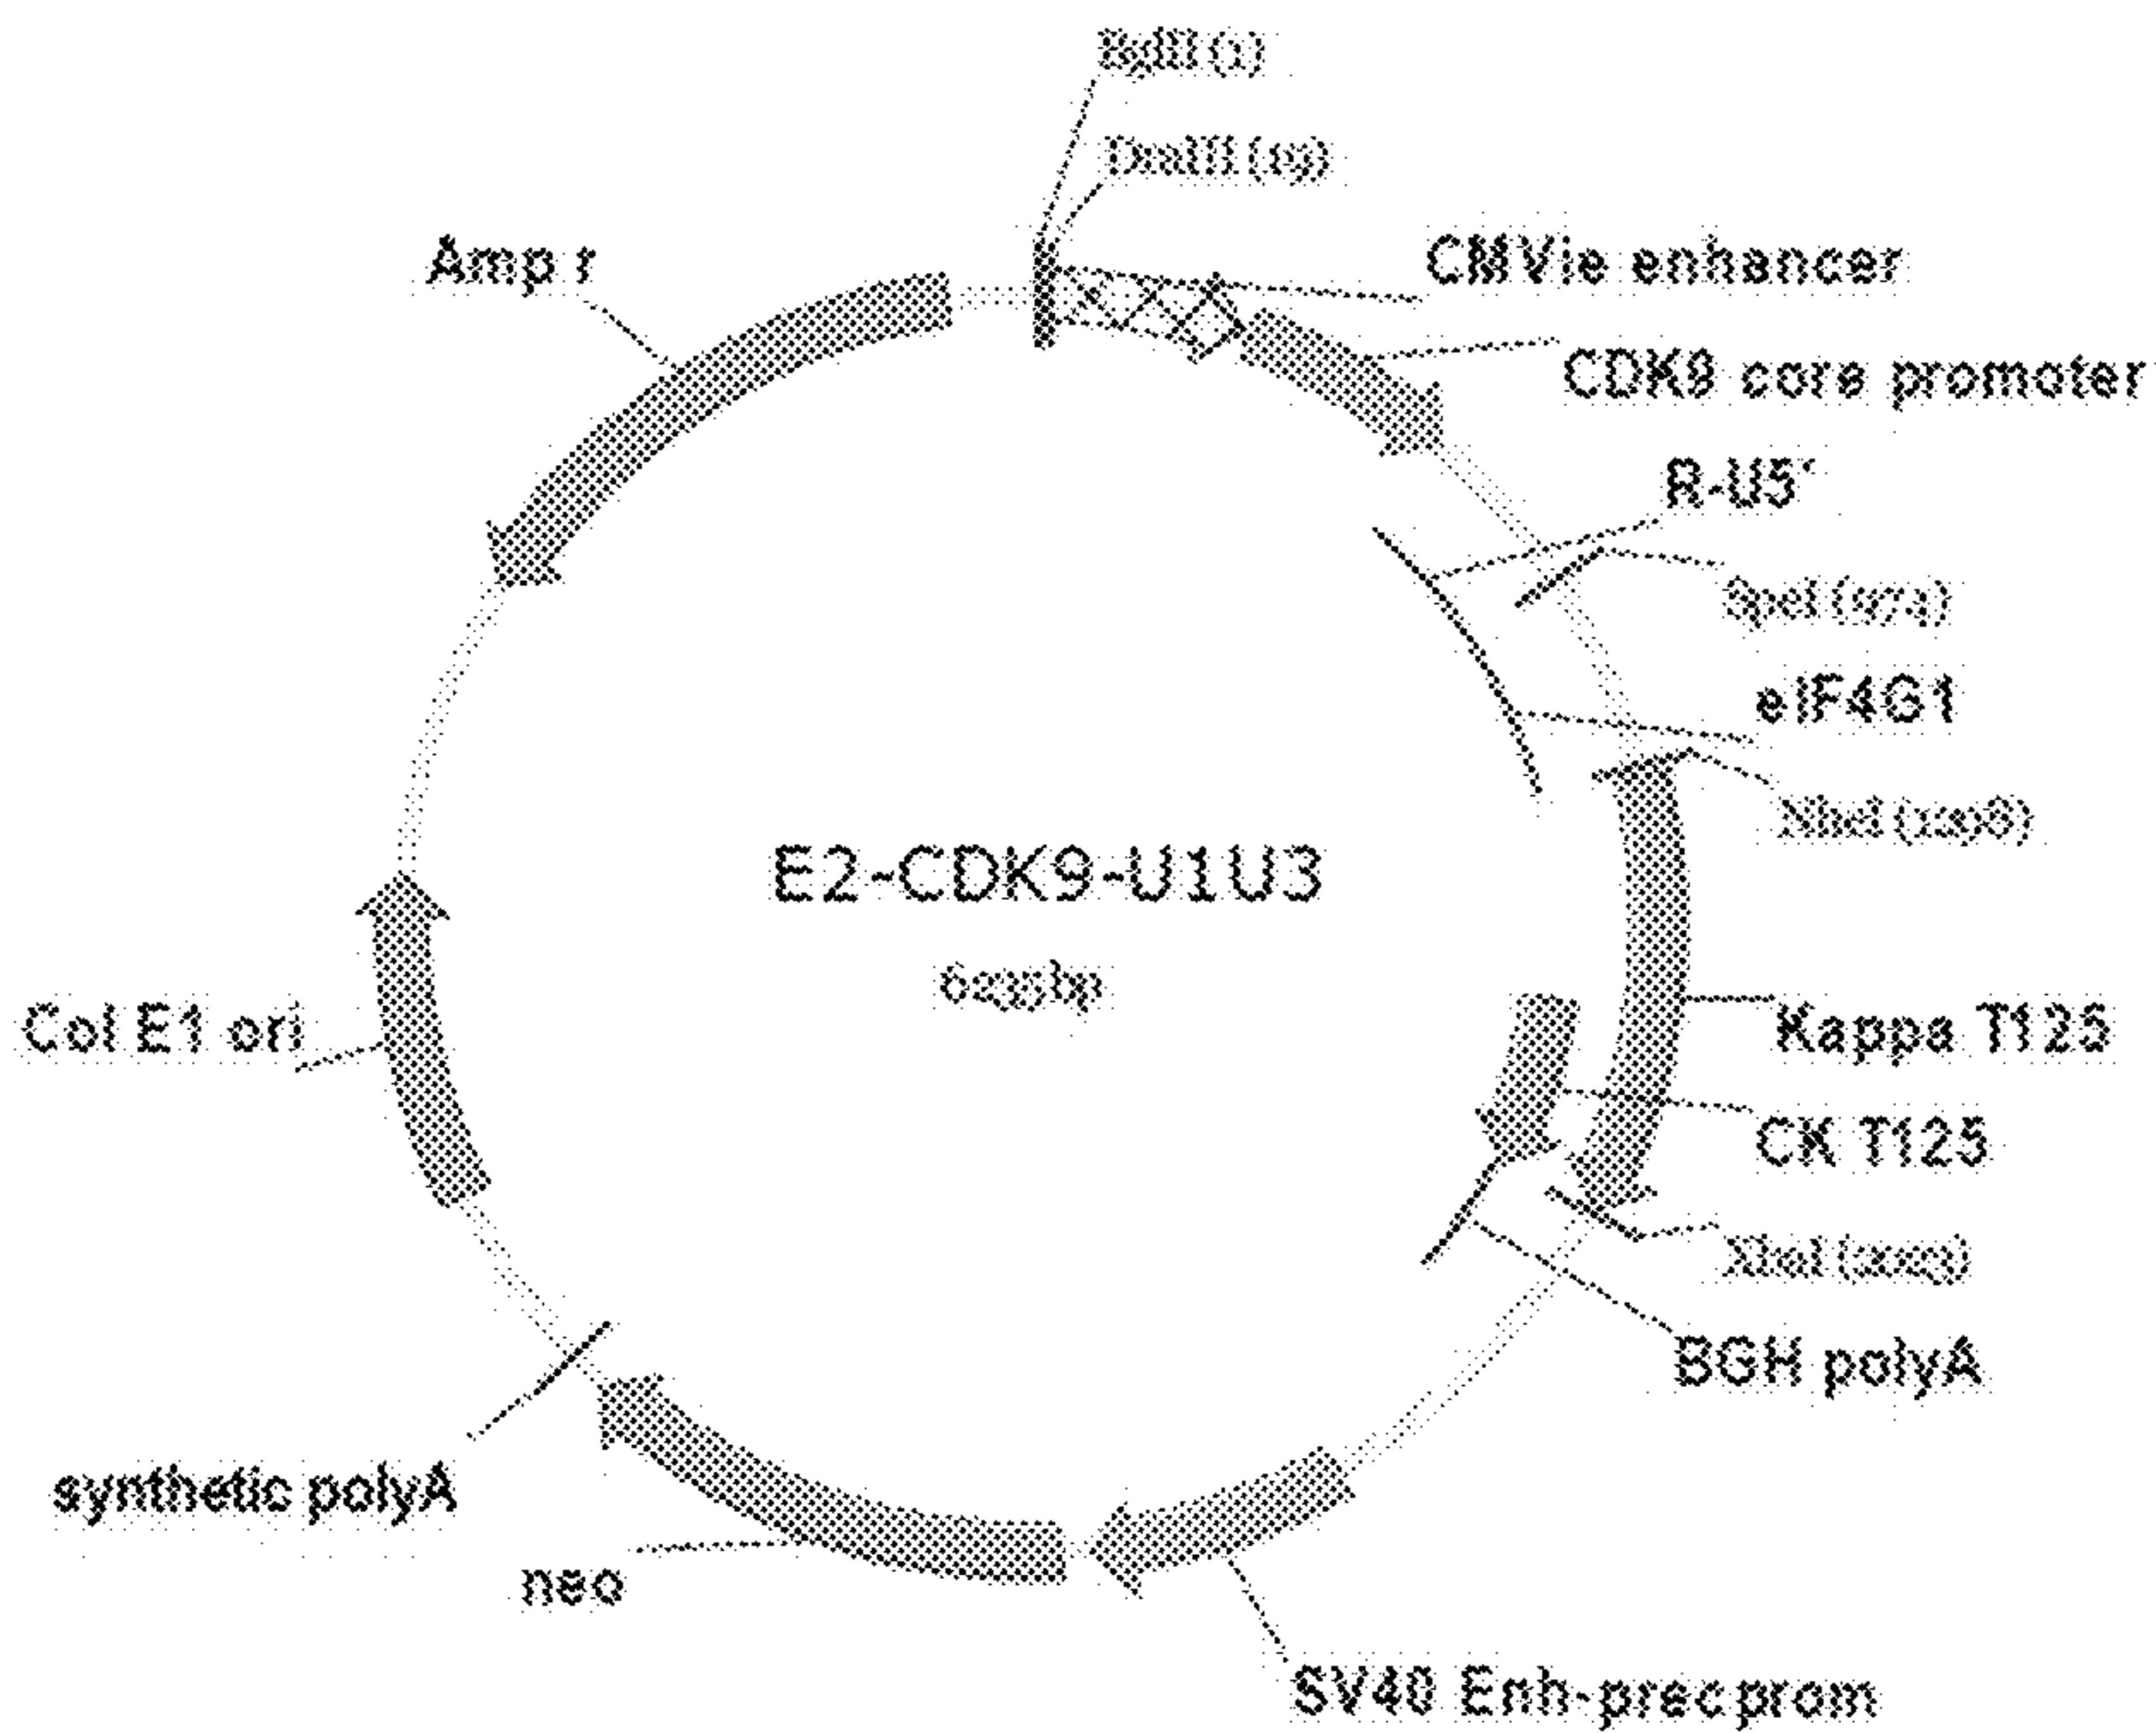 BglII (1)
DraIII (19)
Amp r
CMVie enhancer
CDK9 core promoter
R-U5'
SpeI
eIF4G1
NheI
E2-CDK9-U1U3
Col E1 ori
Kappa T125
CK T125
XhoI
BGH polyA
synthetic polyA
neo
SV40 Enh-prec prom